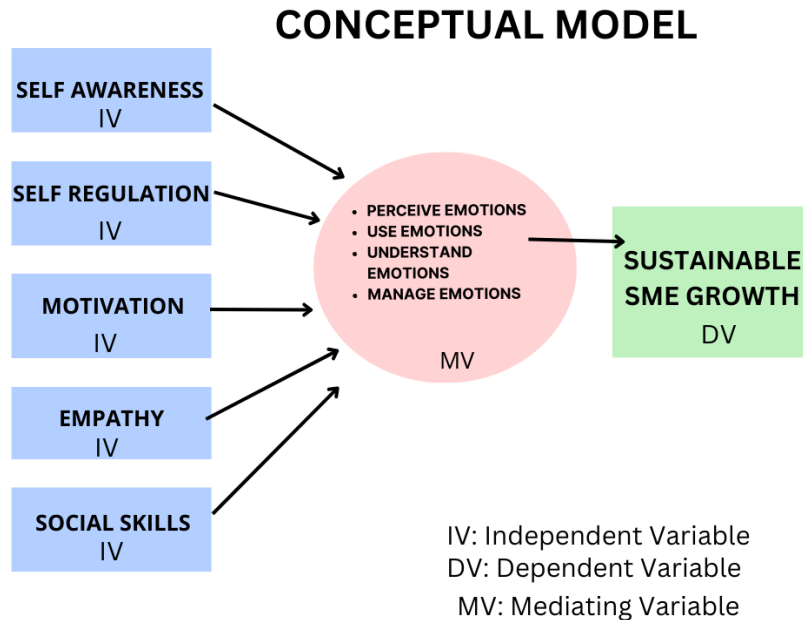 CONCEPTUAL MODEL
SELF AWARENESS
IV
SELF REGULATION
IV
MOTIVATION
IV
EMPATHY
IV
SOCIAL SKILLS
IV
• PERCEIVE EMOTIONS
• USE EMOTIONS
• UNDERSTAND
EMOTIONS
• MANAGE EMOTIONS
MV
SUSTAINABLE
SME GROWTH
DV
IV: Independent Variable
DV: Dependent Variable
MV: Mediating Variable